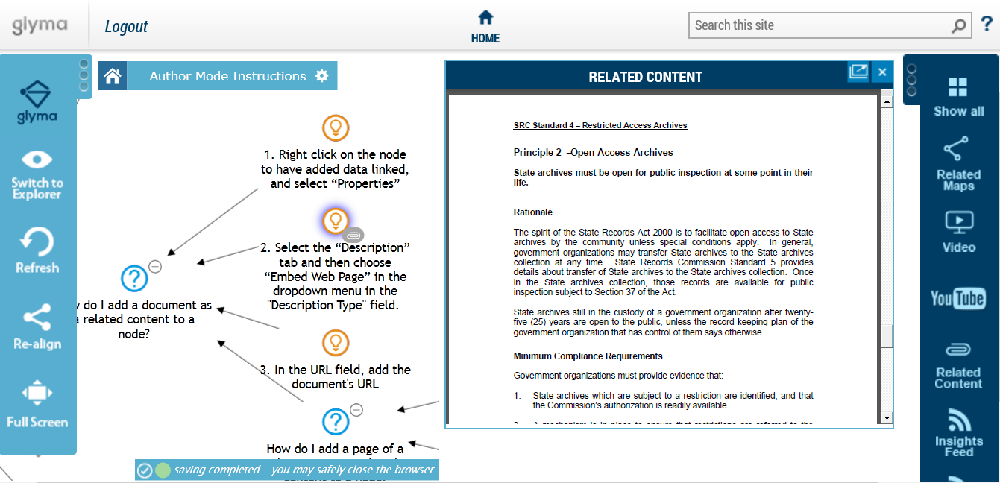 glyma
Logout
HOME
Search this site
?
glyma
Switch to
Explorer
Refresh
Re-align
Full Screen
Author Mode Instructions
1. Right click on the node
to have added data linked,
and select “Properties”
2. Select the “Description”
tab and then choose
“Embed Web Page” in the
dropdown menu in the
"Description Type" field.
do I add a document as
a related content to a
node?
3. In the URL field, add the
document's URL
How do I add a page of a
saving completed – you may safely close the browser
RELATED CONTENT
SRC Standard 4 – Restricted Access Archives
Principle 2 –Open Access Archives
State archives must be open for public inspection at some point in their
life.
Rationale
The spirit of the State Records Act 2000 is to facilitate open access to State
archives by the community unless special conditions apply. In general,
government organizations may transfer State archives to the State archives
collection at any time. State Records Commission Standard 5 provides
details about transfer of State archives to the State archives collection. Once
in the State archives collection, those records are available for public
inspection subject to Section 37 of the Act.
State archives still in the custody of a government organization after twenty-
five (25) years are open to the public, unless the record keeping plan of the
government organization that has control of them says otherwise.
Minimum Compliance Requirements
Government organizations must provide evidence that:
1. State archives which are subject to a restriction are identified, and that
the Commission's authorization is readily available.
Show all
Related
Maps
Video
YouTube
Related
Content
Insights
Feed